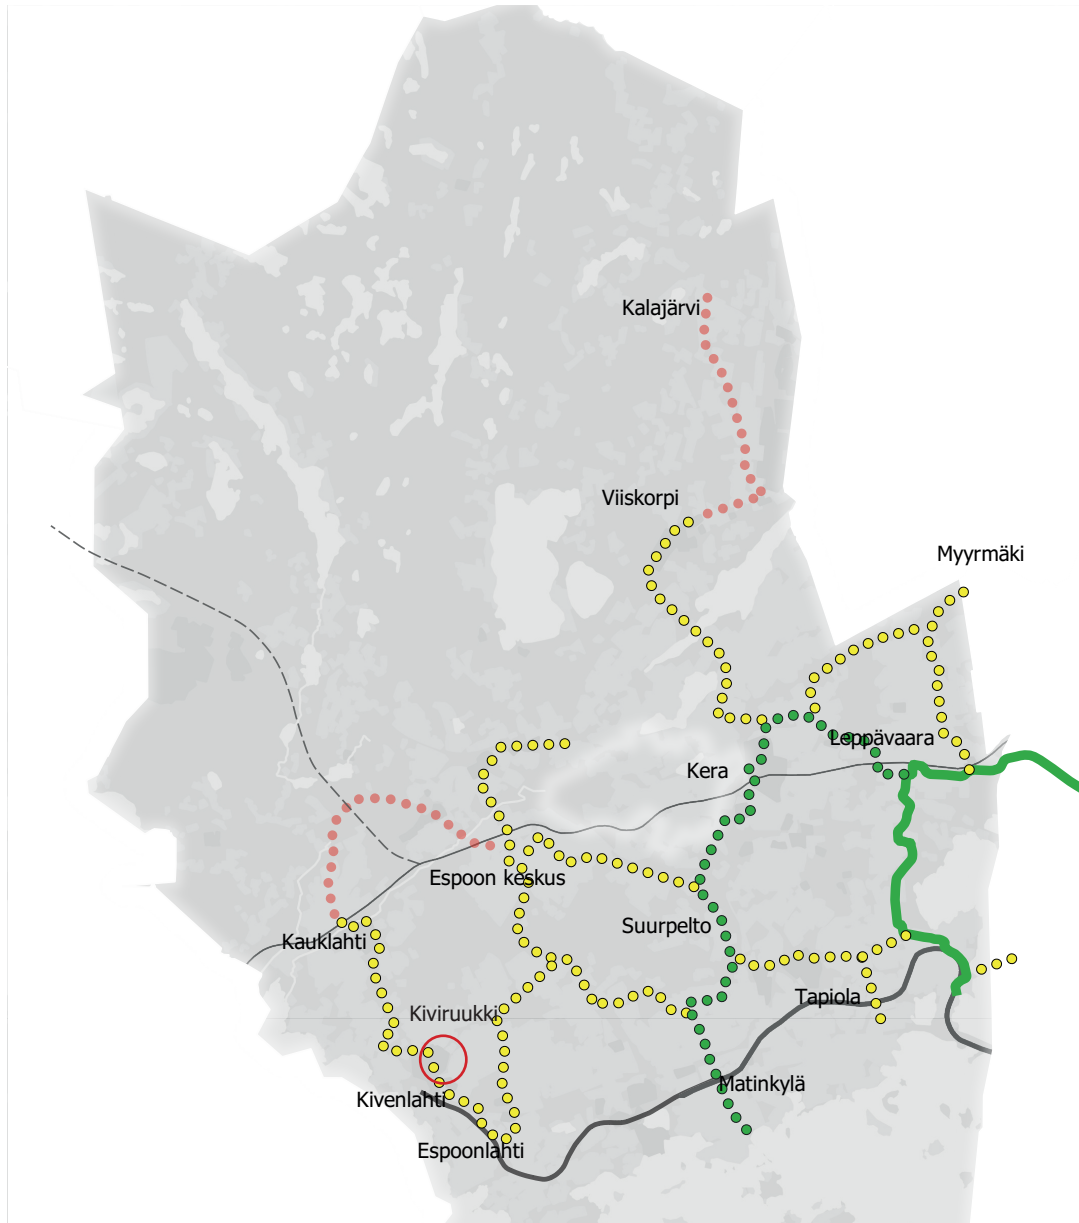 Kalajärvi
Viiskorpi
Myyrmäki
Leppävaara
Kera
Espoon keskus
Suurpelto
Kauklahti
Tapiola
Kiviruukki
Matinkylä
Kivenlahti
Espoonlahti